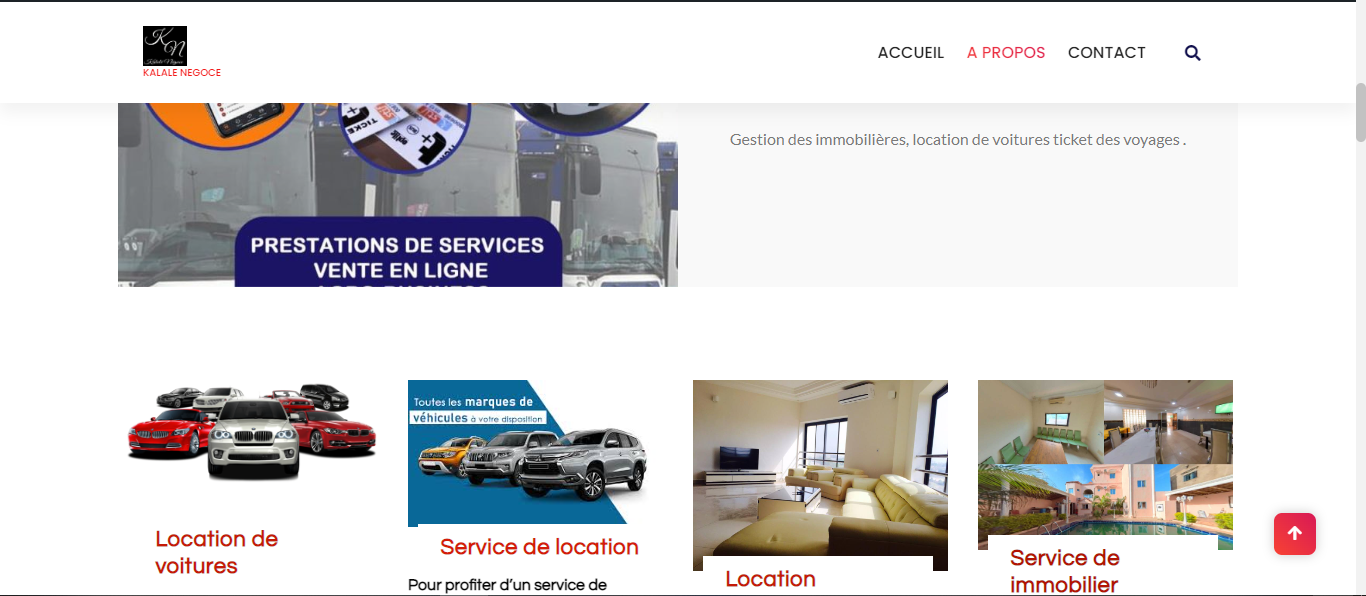 KN
Kalale Negoce
KALALE NEGOCE
ACCUEIL
A PROPOS
CONTACT
Gestion des immobilières, location de voitures ticket des voyages .
TICKE
PRESTATIONS DE SERVICES
VENTE EN LIGNE
Toutes les marques de
véhicules à votre disposition
Location de
voitures
Service de location
Pour profiter d'un service de
Location
Service de
immobilier